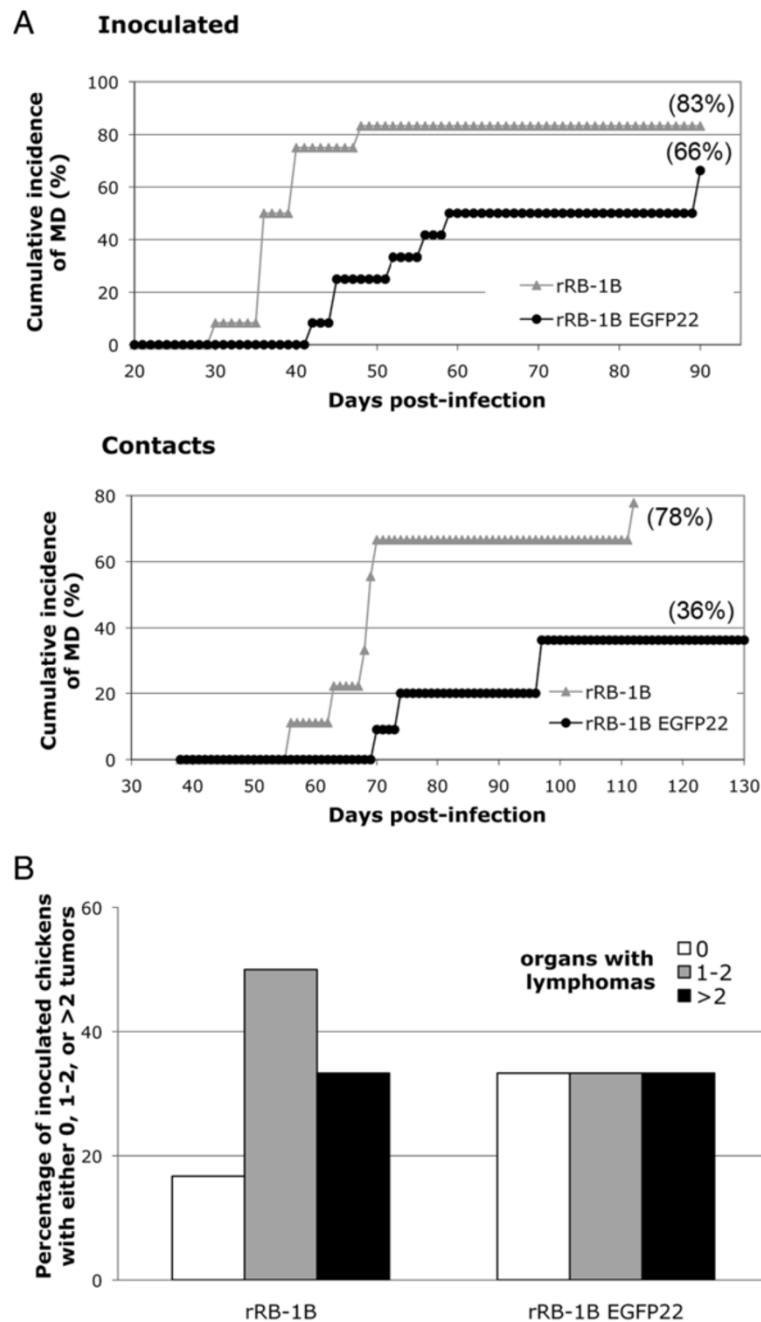 A
Inoculated
Cumulative incidence
of MD (%)
100
80
60
40
20
0
(83%)
(66%)
rRB-1B
rRB-1B EGFP22
20 30 40 50 60 70 80 90
Days post-infection
Contacts
Cumulative incidence
of MD (%)
80
60
40
20
0
(78%)
(36%)
rRB-1B
rRB-1B EGFP22
30 40 50 60 70 80 90 100 110 120 130
Days post-infection
B
Percentage of inoculated chickens
with either 0, 1-2, or >2 tumors
60
40
20
0
organs with
lymphomas
0
1-2
>2
rRB-1B rRB-1B EGFP22